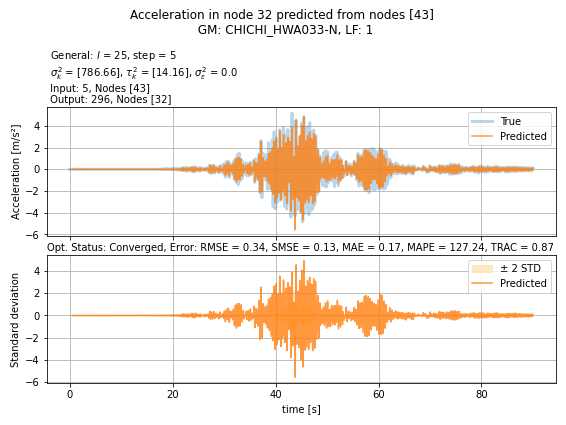 Acceleration in node 32 predicted from nodes [43]
GM: CHICHI_HWA033-N, LF: 1
General: l = 25, step = 5
σ²ₖ = [786.66], τ²ₖ = [14.16], σ²_ε = 0.0
Input: 5, Nodes [43]
Output: 296, Nodes [32]
Acceleration [m/s²]
4
2
0
−2
−4
−6
True
Predicted
Opt. Status: Converged, Error: RMSE = 0.34, SMSE = 0.13, MAE = 0.17, MAPE = 127.24, TRAC = 0.87
Standard deviation
4
2
0
−2
−4
−6
± 2 STD
Predicted
0 20 40 60 80
time [s]